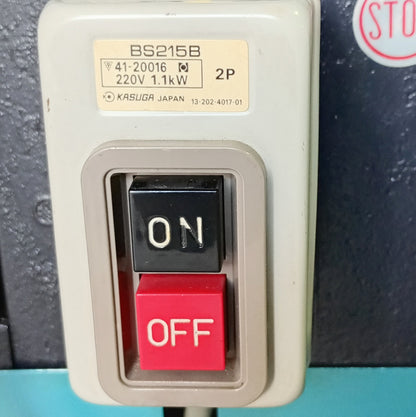 BS215B
41-20016
220V 1.1kW 2P
KASUGA JAPAN 13-202-4017-01
STO
ON
OFF